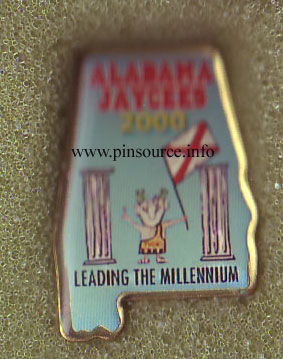 ALABAMA
JAYCEES
2000
www.pinsource.info
LEADING THE MILLENNIUM